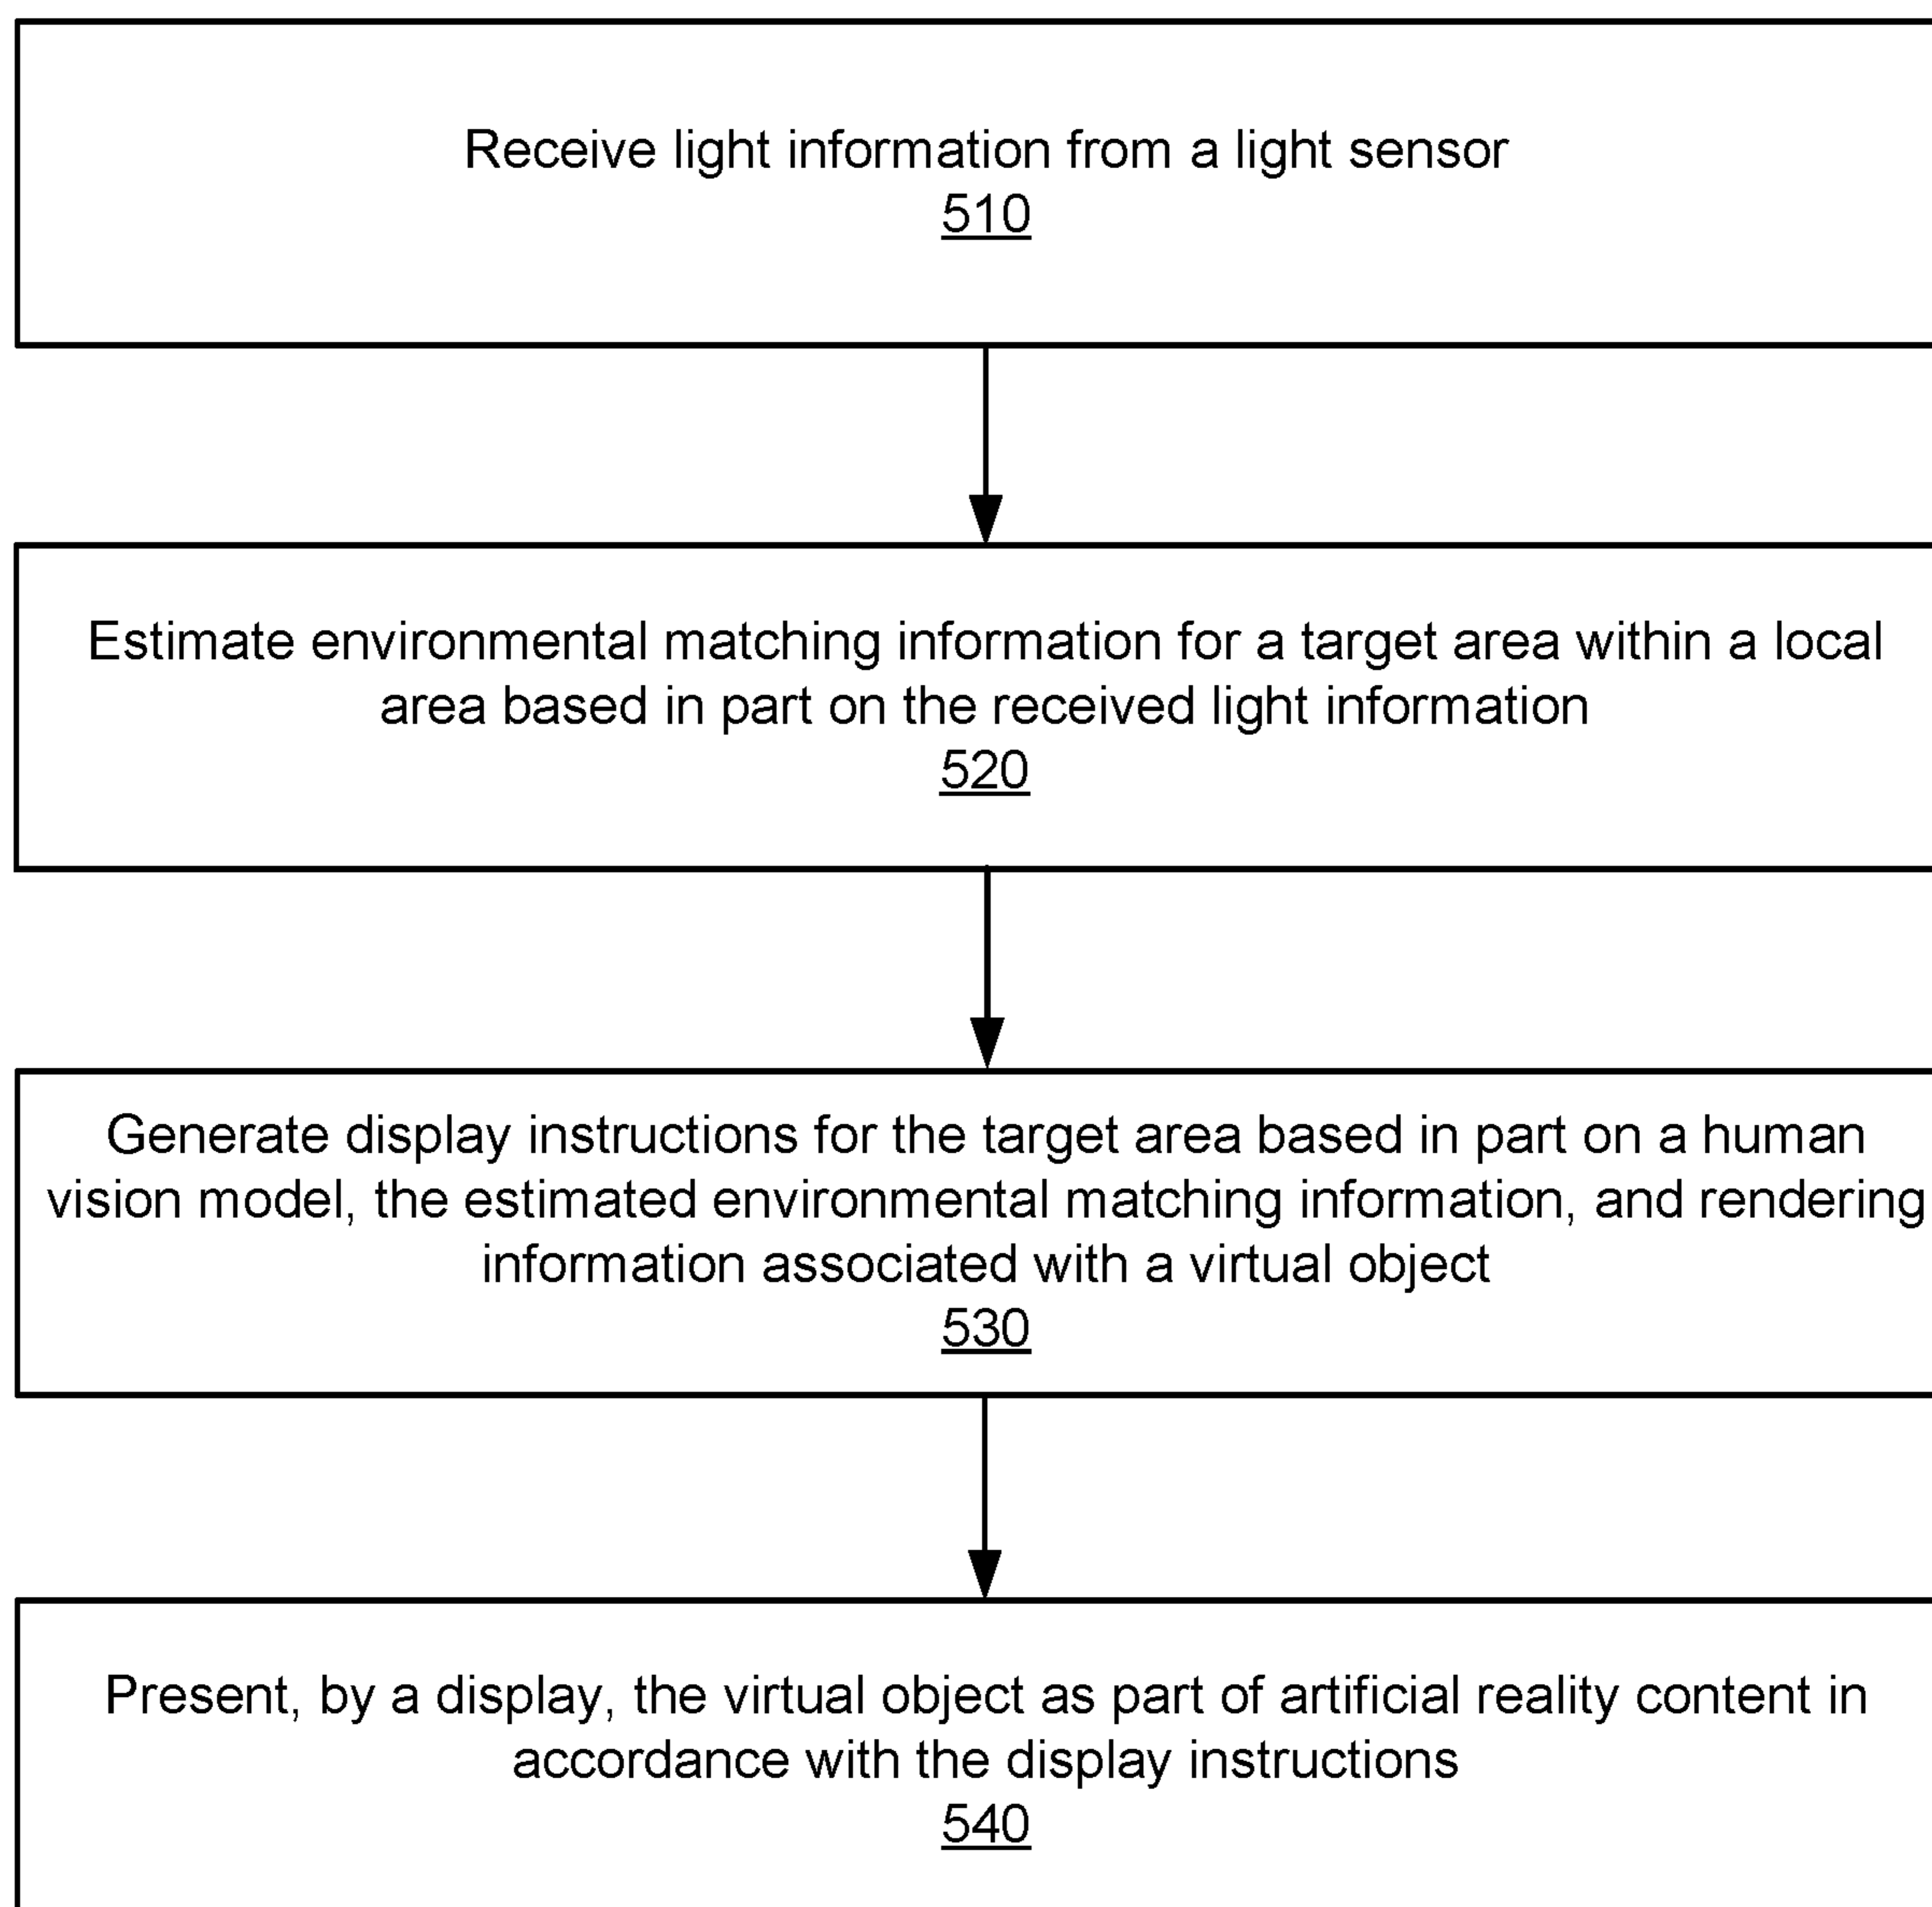 Receive light information from a light sensor
510
Estimate environmental matching information for a target area within a local
area based in part on the received light information
520
Generate display instructions for the target area based in part on a human
vision model, the estimated environmental matching information, and rendering
information associated with a virtual object
530
Present, by a display, the virtual object as part of artificial reality content in
accordance with the display instructions
540